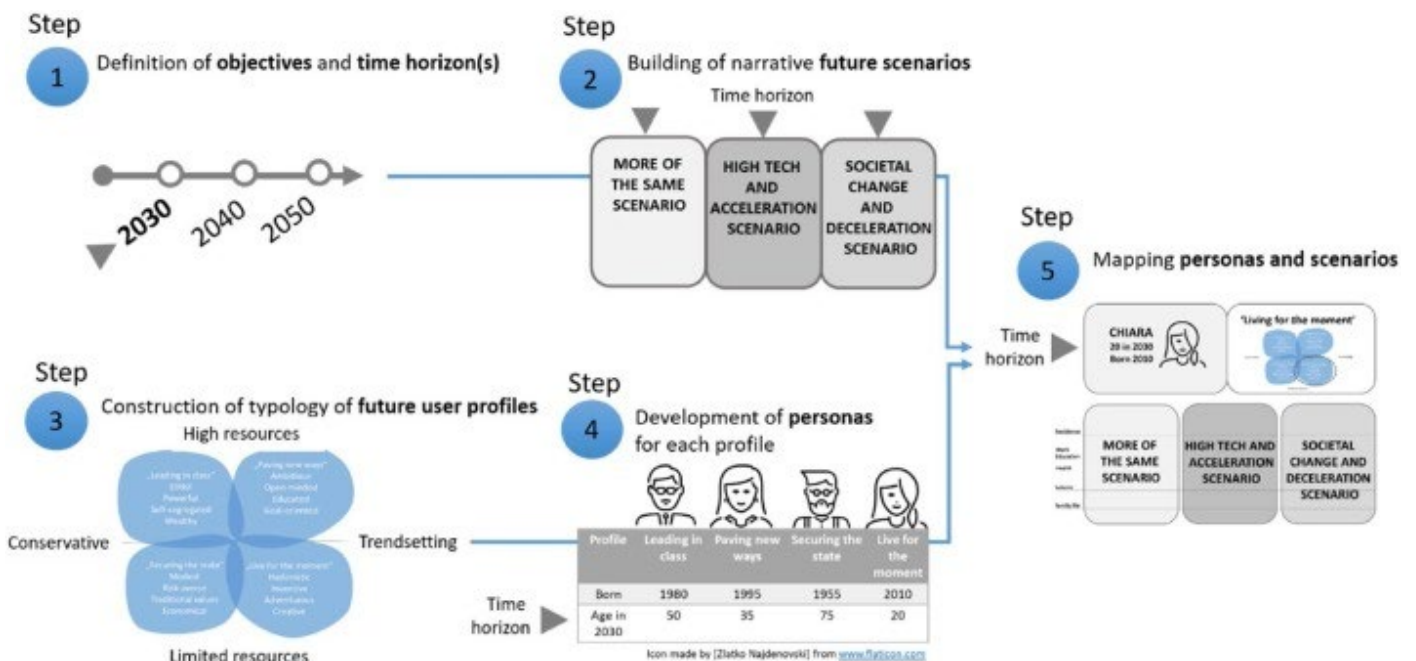 Step
1
Definition of objectives and time horizon(s)
2030
2040
2050
Step
2
Building of narrative future scenarios
Time horizon
MORE OF
THE SAME
SCENARIO
HIGH TECH
AND
ACCELERATION
SCENARIO
SOCIETAL
CHANGE
AND
DECELERATION
SCENARIO
Step
3
Construction of typology of future user profiles
High resources
„Leading in class"
Powerful
Self-segregated
Wealthy
„Paving new ways"
Ambitious
Open minded
Educated
Goal-oriented
Conservative
Trendsetting
Modest
Risk averse
Traditional values
Economical
„Live for the moment"
Hedonistic
Inventive
Adventurous
Creative
Limited resources
Step
4
Development of personas
for each profile
Profile
Leading in
class
Paving new
ways
Securing the
state
Live for
the
moment
Born
1980
1995
1955
2010
Time
horizon
Age in
2030
50
35
75
20
Icon made by [Zlatko Najdenovski] from www.flaticon.com
Step
5
Mapping personas and scenarios
Time
horizon
CHIARA
20 in 2030
Born 2010
'Living for the moment'
MORE OF
THE SAME
SCENARIO
HIGH TECH AND
ACCELERATION
SCENARIO
SOCIETAL
CHANGE AND
DECELERATION
SCENARIO